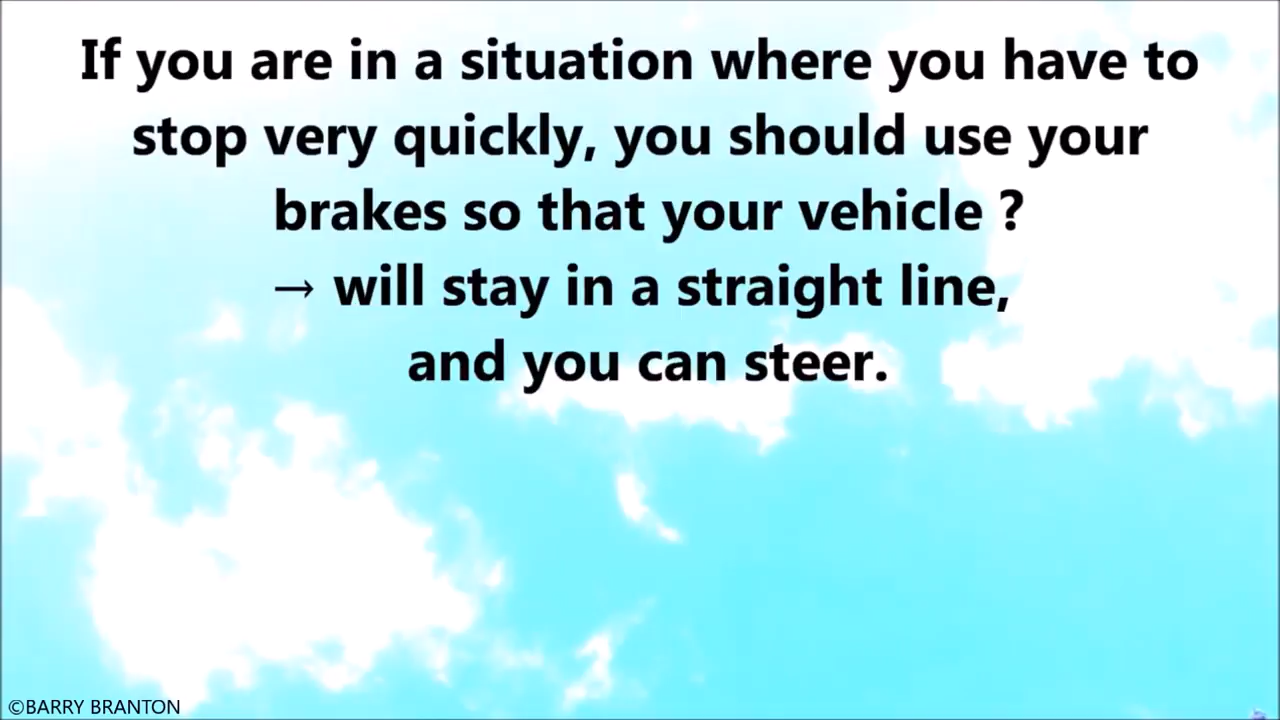 If you are in a situation where you have to
stop very quickly, you should use your
brakes so that your vehicle ?
→ will stay in a straight line,
and you can steer.
©BARRY BRANTON